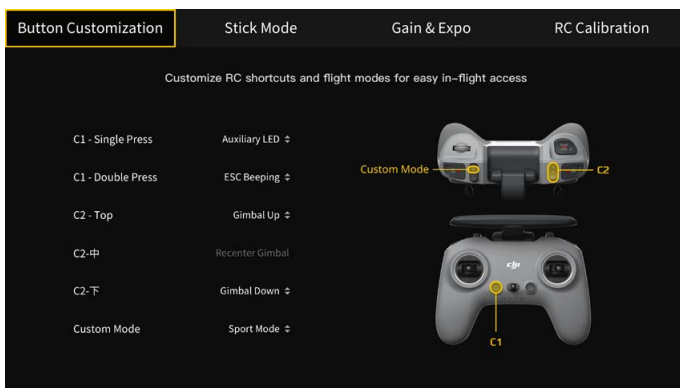 Button Customization
Stick Mode
Gain & Expo
RC Calibration
Customize RC shortcuts and flight modes for easy in-flight access
C1 - Single Press
Auxiliary LED
C1 - Double Press
ESC Beeping
C2 - Top
Gimbal Up
C2-中
Recenter Gimbal
C2-下
Gimbal Down
Custom Mode
Sport Mode
Custom Mode
C2
dji
C1